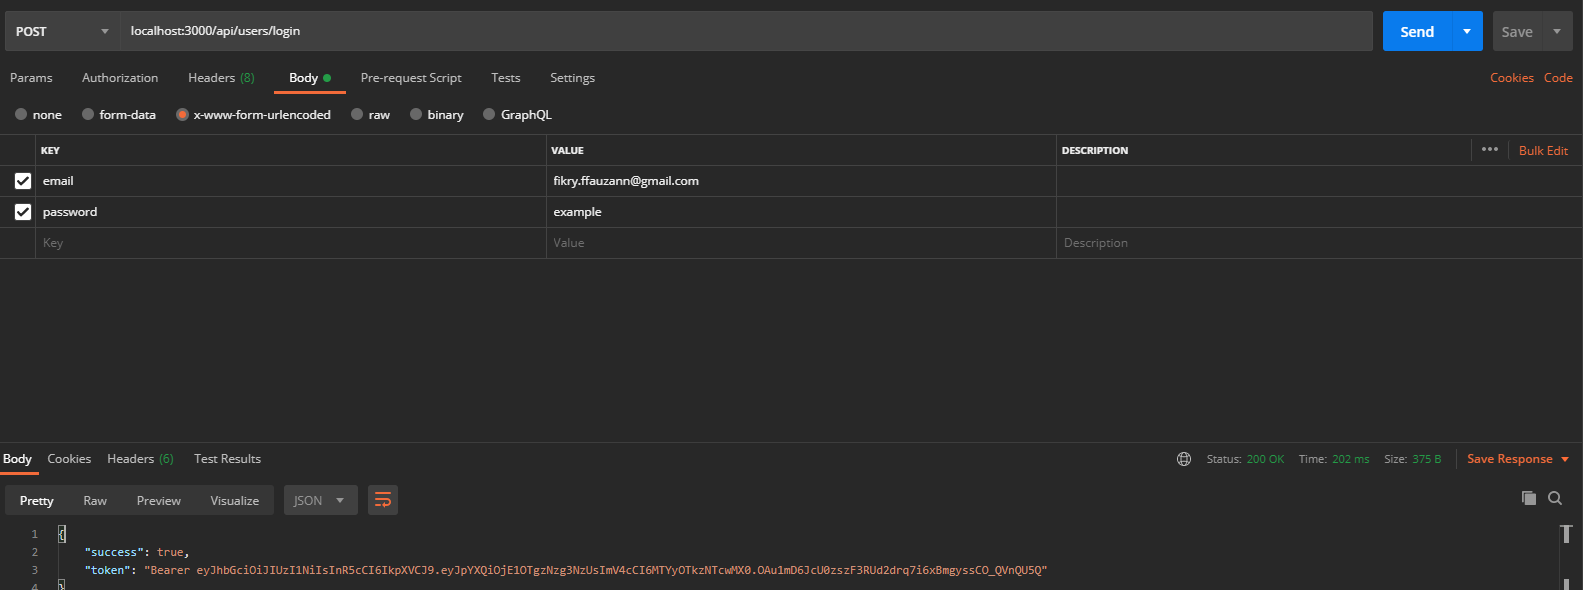 POST localhost:3000/api/users/login Send Save
Params Authorization Headers (8) Body Pre-request Script Tests Settings Cookies Code
none form-data x-www-form-urlencoded raw binary GraphQL
KEY VALUE DESCRIPTION ••• Bulk Edit
email fikry.ffauzann@gmail.com
password example
Key Value Description
Body Cookies Headers (6) Test Results Status: 200 OK Time: 202 ms Size: 375 B Save Response
Pretty Raw Preview Visualize JSON
1 {
2 "success": true,
3 "token": "Bearer eyJhbGciOiJIUzI1NiIsInR5cCI6IkpXVCJ9.eyJpYXQiOjE1OTgzNzg3NzUsImV4cCI6MTYyOTkzNTcwMX0.OAu1mD6JcU0zszF3RUd2drq7i6xBmgyssCO_QVnQU5Q"
4 }